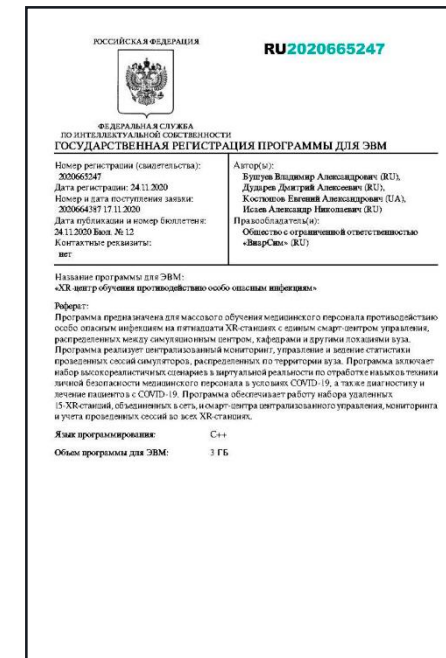 РОССИЙСКАЯ ФЕДЕРАЦИЯ
RU2020665247
ФЕДЕРАЛЬНАЯ СЛУЖБА
ПО ИНТЕЛЛЕКТУАЛЬНОЙ СОБСТВЕННОСТИ
ГОСУДАРСТВЕННАЯ РЕГИСТРАЦИЯ ПРОГРАММЫ ДЛЯ ЭВМ
Номер регистрации (свидетельства):
2020665247
Дата регистрации: 24.11.2020
Номер и дата поступления заявки:
2020664387 17.11.2020
Дата публикации и номер бюллетеня:
24.11.2020 Бюл. № 12
Контактные реквизиты:
нет
Автор(ы):
Бушуев Владимир Александрович (RU),
Дударев Дмитрий Алексеевич (RU),
Костюшов Евгений Александрович (UA),
Исаев Александр Николаевич (RU)
Правообладатель(и):
Общество с ограниченной ответственностью
«ВиарСим» (RU)
Название программы для ЭВМ:
«XR-центр обучения противодействию особо опасным инфекциям»
Реферат:
Программа предназначена для массового обучения медицинского персонала противодействию
особо опасным инфекциям на пятнадцати XR-станциях с единым смарт-центром управления,
распределенных между симуляционным центром, кафедрами и другими локациями вуза.
Программа реализует централизованный мониторинг, управление и ведение статистики
проведенных сессий симуляторов, распределенных по территории вуза. Программа включает
набор высокореалистичных сценариев в виртуальной реальности по отработке навыков техники
личной безопасности медицинского персонала в условиях COVID-19, а также диагностику и
лечение пациентов с COVID-19. Программа обеспечивает работу набора удаленных
15-XR-станций, объединенных в сеть, и смарт-центра централизованного управления, мониторинга
и учета проведенных сессий во всех XR-станциях.
Язык программирования: C++
Объем программы для ЭВМ: 3 ГБ